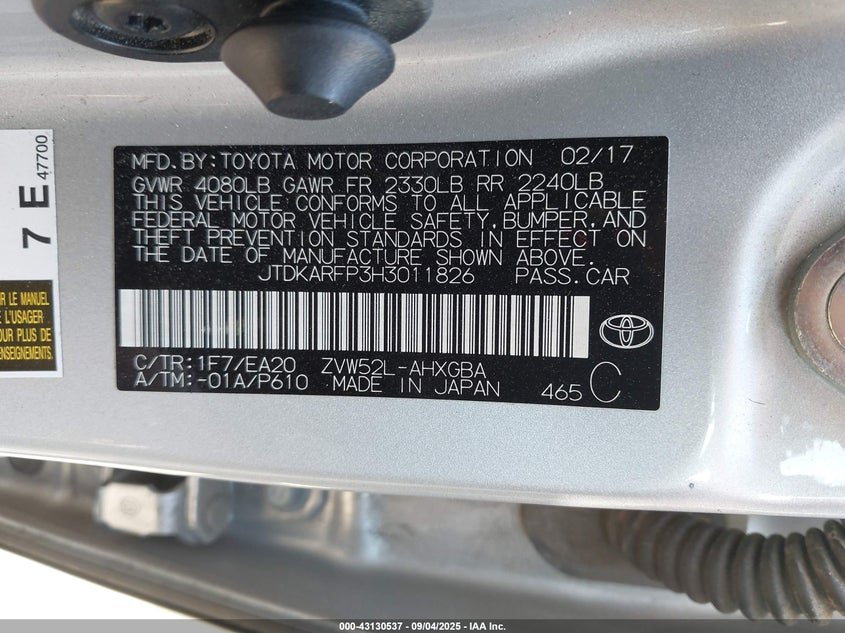 MFD.BY:TOYOTA MOTOR CORPORATION 02/17
GVWR 4080LB GAWR FR 2330LB RR 2240LB
THIS VEHICLE CONFORMS TO ALL APPLICABLE
FEDERAL MOTOR VEHICLE SAFETY,BUMPER,AND
THEFT PREVENTION STANDARDS IN EFFECT ON
THE DATE OF MANUFACTURE SHOWN ABOVE.
JTDKARFP3H3011826 PASS.CAR
C/TR:1F7/EA20 ZVW52L-AHXGBA
A/TM:-01A/P610 MADE IN JAPAN 465 C
7 E 47700
R LE MANUEL
L'USAGER
OUR PLUS DE
NSEIGNEMENTS.
000-43130537 - 09/04/2025 - IAA Inc.